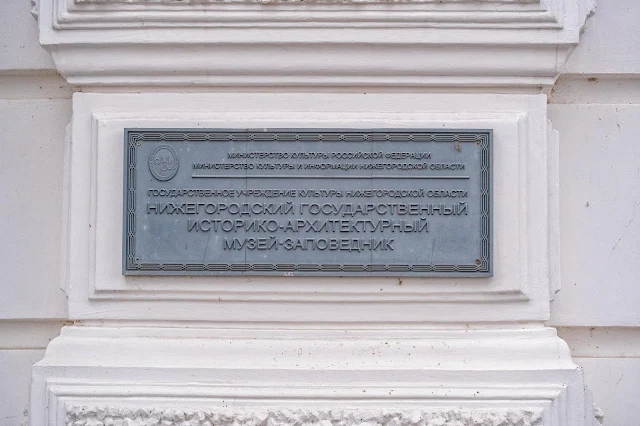 МИНИСТЕРСТВО КУЛЬТУРЫ РОССИЙСКОЙ ФЕДЕРАЦИИ
МИНИСТЕРСТВО КУЛЬТУРЫ И ИНФОРМАЦИИ НИЖЕГОРОДСКОЙ ОБЛАСТИ
ГОСУДАРСТВЕННОЕ УЧРЕЖДЕНИЕ КУЛЬТУРЫ НИЖЕГОРОДСКОЙ ОБЛАСТИ
НИЖЕГОРОДСКИЙ ГОСУДАРСТВЕННЫЙ
ИСТОРИКО-АРХИТЕКТУРНЫЙ
МУЗЕЙ-ЗАПОВЕДНИК